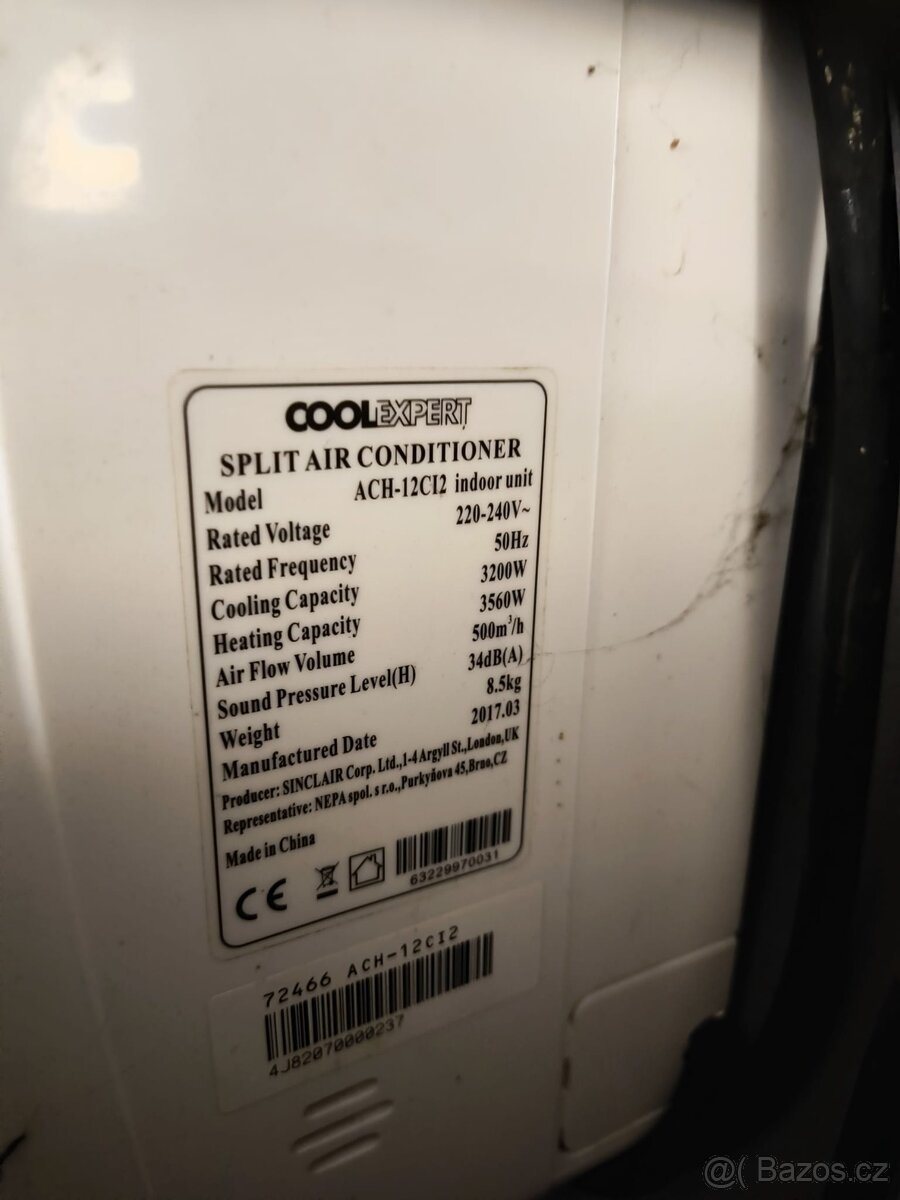 COOLEXPERT
SPLIT AIR CONDITIONER
Model ACH-12CI2 indoor unit
Rated Voltage 220-240V~
Rated Frequency 50Hz
Cooling Capacity 3200W
Heating Capacity 3560W
Air Flow Volume 500m³/h
Sound Pressure Level(H) 34dB(A)
Weight 8.5kg
Manufactured Date 2017.03
Producer: SINCLAIR Corp. Ltd.,1-4 Argyll St.,London,UK
Representative: NEPA spol. s r.o.,Purkyňova 45,Brno,CZ
Made in China
CE
63229970031
72466 ACH-12CI2
4J82070000237
@( Bazos.cz